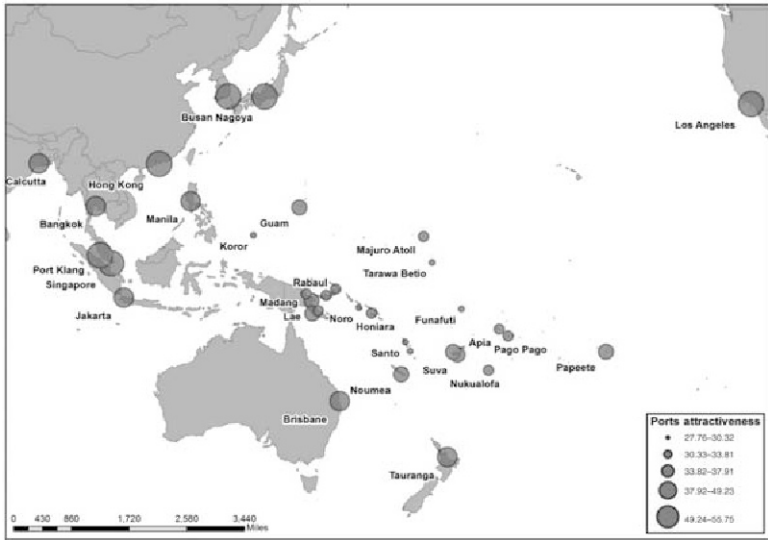 Busan Nagoya
Los Angeles
Calcutta
Hong Kong
Bangkok
Manila
Guam
Koror
Majuro Atoll
Tarawa Betio
Port Klang
Singapore
Jakarta
Rabaul
Madang
Lae
Noro
Honiara
Funafuti
Apia
Pago Pago
Santo
Suva
Nukualofa
Papeete
Noumea
Brisbane
Tauranga
Ports attractiveness
27.76–30.32
30.33–33.81
33.82–37.91
37.92–49.23
49.24–55.75
0 430 860 1,720 2,580 3,440
Miles